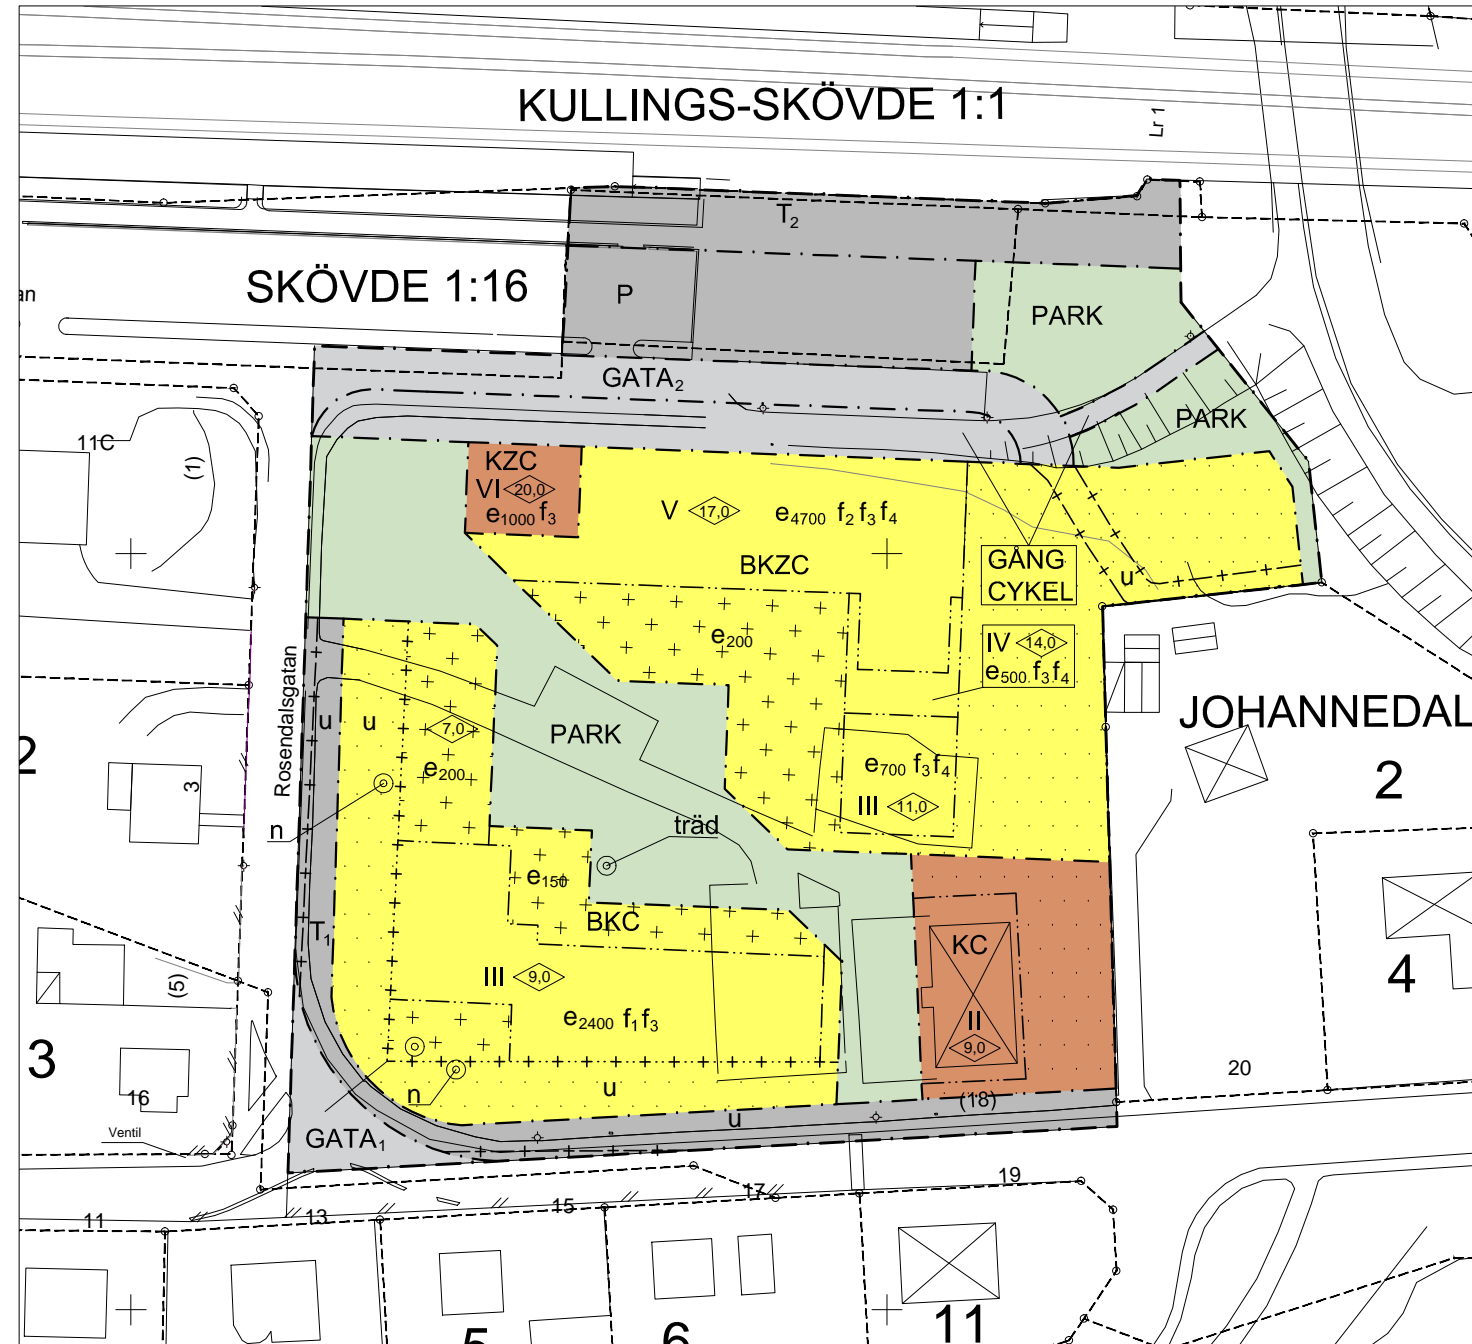 KULLINGS-SKÖVDE 1:1
Lr 1
T2
SKÖVDE 1:16
an
P
PARK
GATA2
PARK
11C
(1)
KZC
VI 20,0
e1000 f3
V 17,0 e4700 f2 f3 f4
BKZC
GÅNG
CYKEL
u
e200
IV 14,0
e500 f3 f4
Rosendalsgatan
u
u
7,0
e200
PARK
JOHANNEDAL
2
2
3
n
e700 f3 f4
III 11,0
träd
e150
BKC
T1
KC
III 9,0
e2400 f1 f3
II
9,0
4
(5)
3
16
Ventil
n
u
u
(18)
20
GATA1
11
13
15
17
19
5
6
11